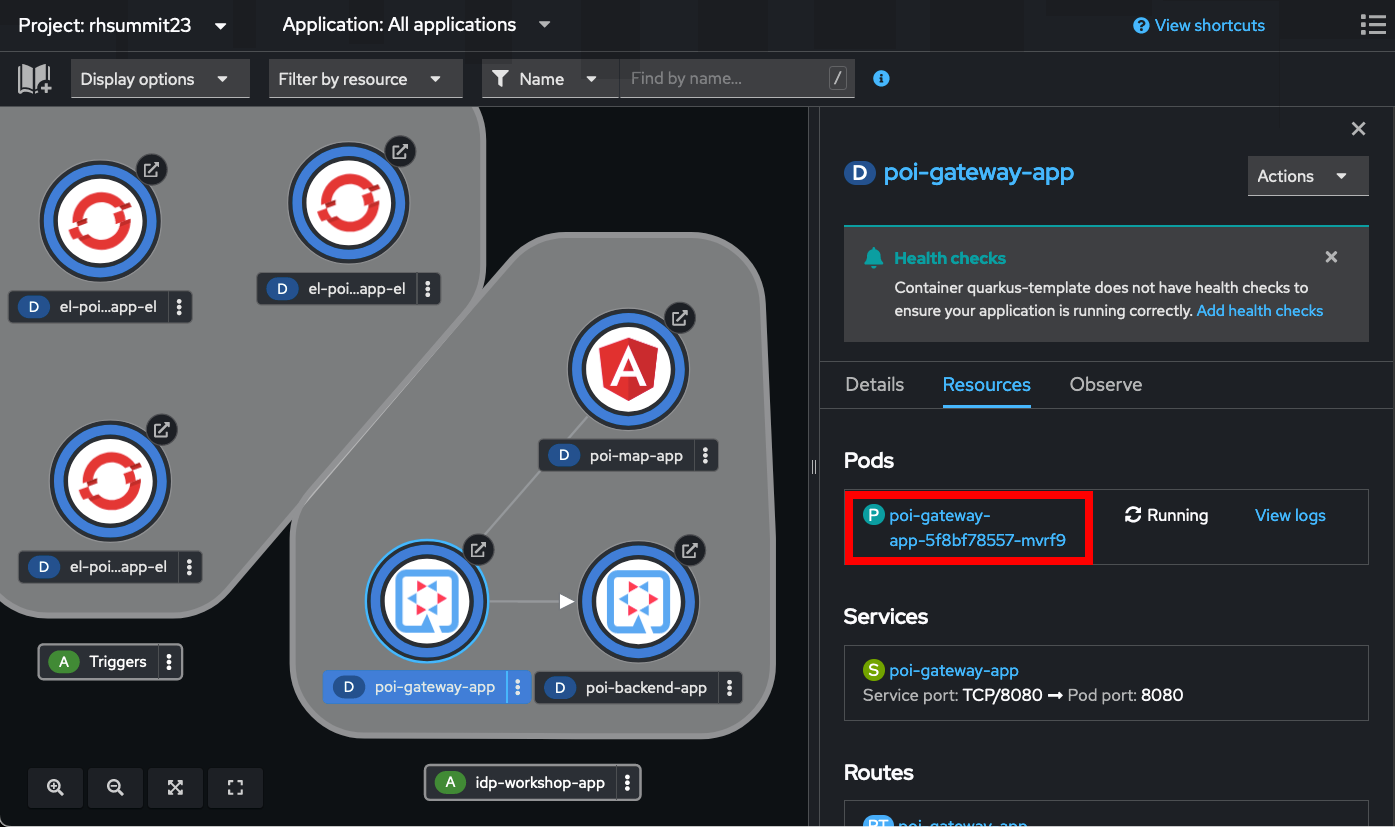 Project: rhsummit23
Application: All applications
View shortcuts
Display options
Filter by resource
Name
Find by name...
/
D el-poi...app-el
D el-poi...app-el
D poi-map-app
D el-poi...app-el
A Triggers
D poi-gateway-app
D poi-backend-app
A idp-workshop-app
D poi-gateway-app
Actions
Health checks
Container quarkus-template does not have health checks to
ensure your application is running correctly. Add health checks
Details
Resources
Observe
Pods
P poi-gateway-
app-5f8bf78557-mvrf9
Running
View logs
Services
S poi-gateway-app
Service port: TCP/8080 → Pod port: 8080
Routes
RT poi-gateway-app